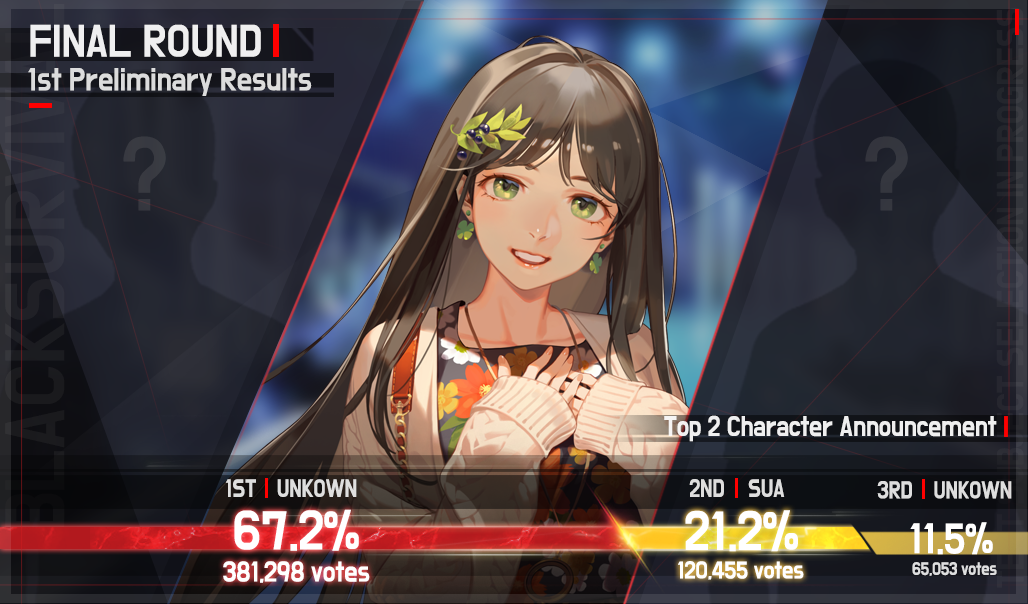 FINAL ROUND
1st Preliminary Results
?
?
Top 2 Character Announcement
1ST | UNKOWN
67.2%
381,298 votes
2ND | SUA
21.2%
120,455 votes
3RD | UNKOWN
11.5%
65,053 votes